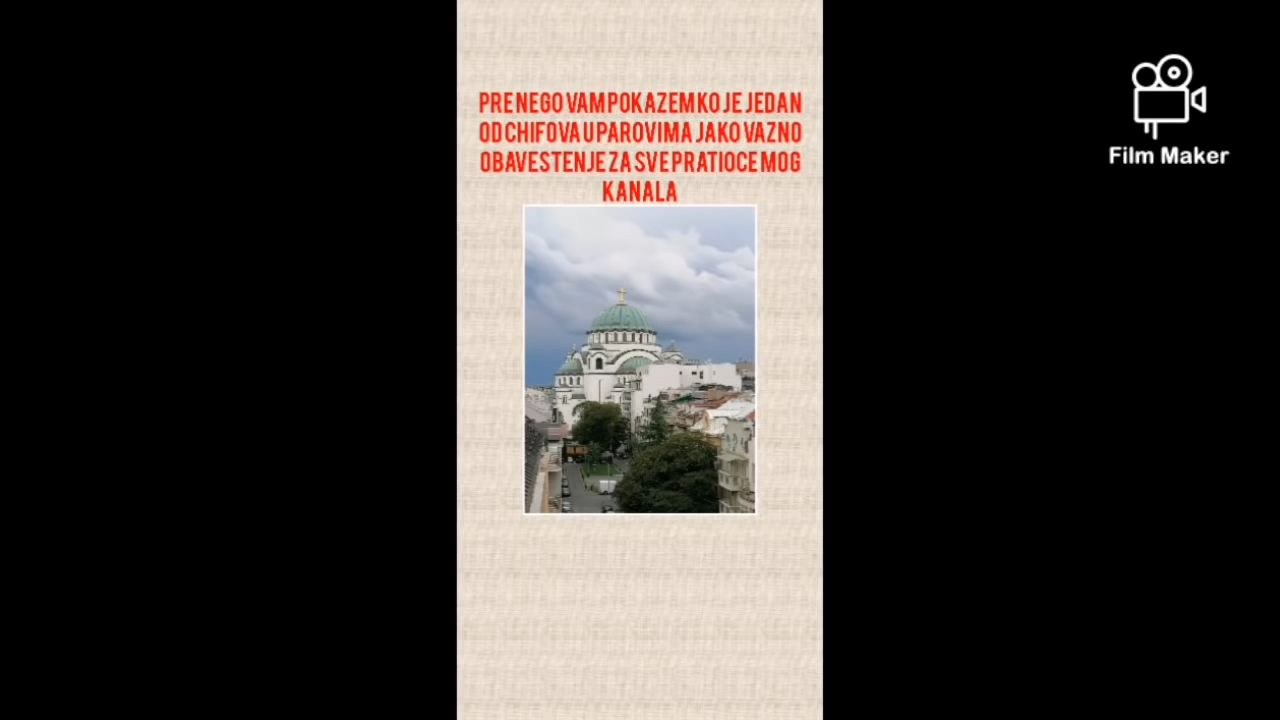 PRE NEGO VAM POKAZEM KO JE JEDAN
OD CHIFOVA U PAROVIMA JAKO VAZNO
OBAVESTENJE ZA SVE PRATIOCE MOG
KANALA
Film Maker